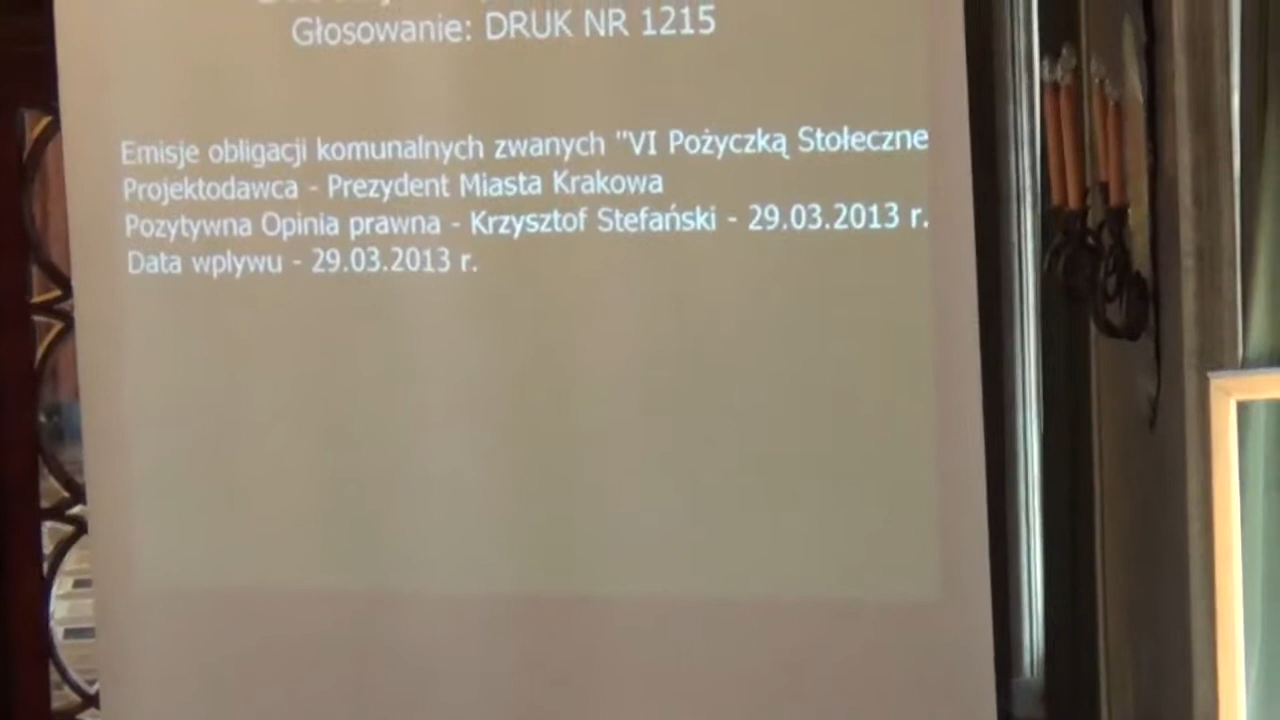 Głosowanie: DRUK NR 1215
Emisje obligacji komunalnych zwanych "VI Pożyczką Stołeczne
Projektodawca - Prezydent Miasta Krakowa
Pozytywna Opinia prawna - Krzysztof Stefański - 29.03.2013 r.
Data wpływu - 29.03.2013 r.